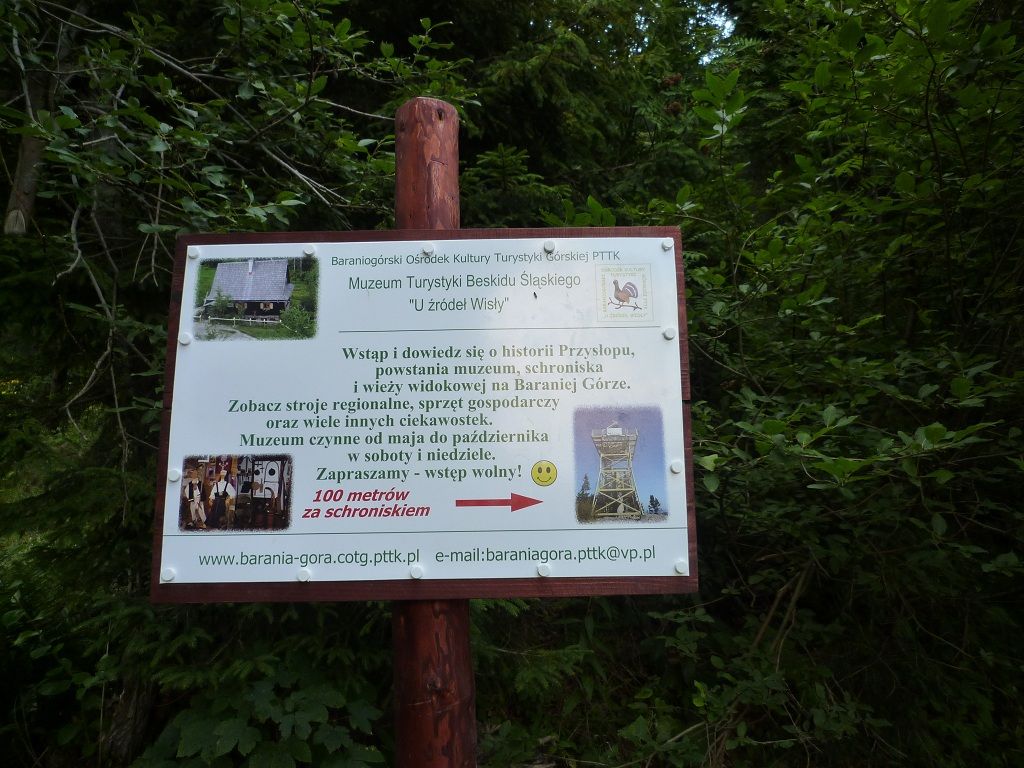 Baraniogórski Ośrodek Kultury Turystyki Górskiej PTTK
Muzeum Turystyki Beskidu Śląskiego
"U źródeł Wisły"
Wstąp i dowiedz się o historii Przysłopu,
powstania muzeum, schroniska
i wieży widokowej na Baraniej Górze.
Zobacz stroje regionalne, sprzęt gospodarczy
oraz wiele innych ciekawostek.
Muzeum czynne od maja do października
w soboty i niedziele.
Zapraszamy - wstęp wolny!
100 metrów
za schroniskiem
www.barania-gora.cotg.pttk.pl e-mail:baraniagora.pttk@vp.pl